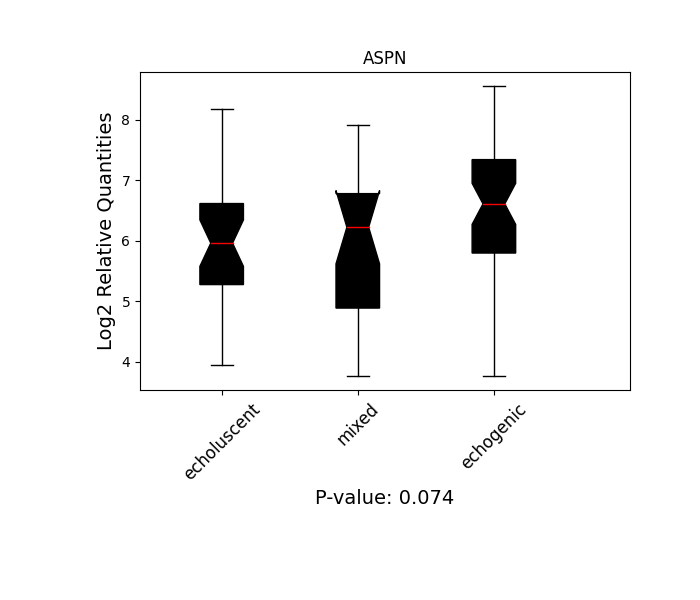 ASPN
Log2 Relative Quantities
8
7
6
5
4
echoluscent
mixed
echogenic
P-value: 0.074